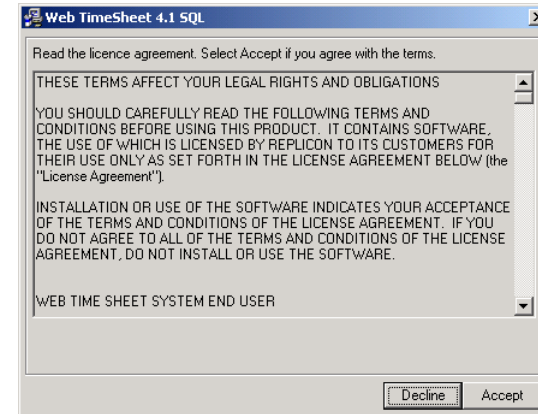 Web TimeSheet 4.1 SQL
Read the licence agreement. Select Accept if you agree with the terms.
THESE TERMS AFFECT YOUR LEGAL RIGHTS AND OBLIGATIONS
YOU SHOULD CAREFULLY READ THE FOLLOWING TERMS AND
CONDITIONS BEFORE USING THIS PRODUCT.  IT CONTAINS SOFTWARE,
THE USE OF WHICH IS LICENSED BY REPLICON TO ITS CUSTOMERS FOR
THEIR USE ONLY AS SET FORTH IN THE LICENSE AGREEMENT BELOW (the
"License Agreement").
INSTALLATION OR USE OF THE SOFTWARE INDICATES YOUR ACCEPTANCE
OF THE TERMS AND CONDITIONS OF THE LICENSE AGREEMENT.  IF YOU
DO NOT AGREE TO ALL OF THE TERMS AND CONDITIONS OF THE LICENSE
AGREEMENT, DO NOT INSTALL OR USE THE SOFTWARE.
WEB TIME SHEET SYSTEM END USER
Decline Accept